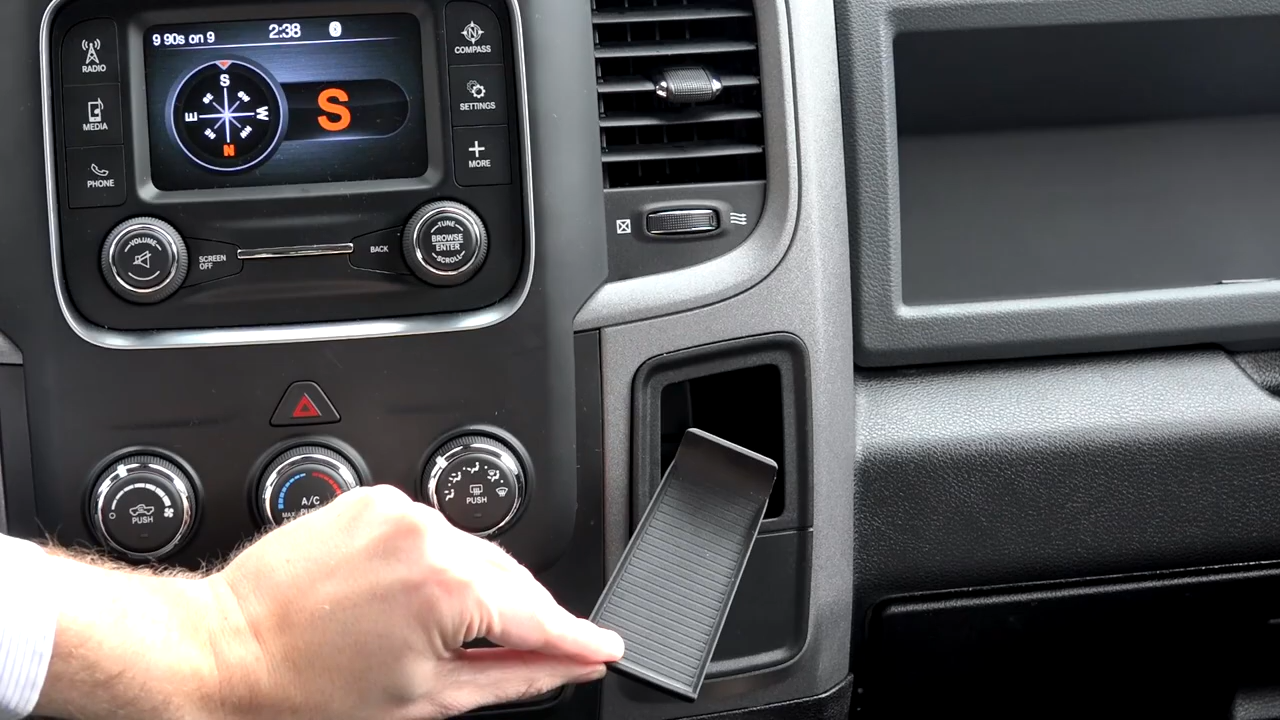 9 90s on 9
2:38
RADIO
MEDIA
PHONE
S
E
W
N
S
COMPASS
SETTINGS
MORE
VOLUME
SCREEN
OFF
BACK
TUNE
BROWSE
ENTER
SCROLL
PUSH
A/C
PUSH